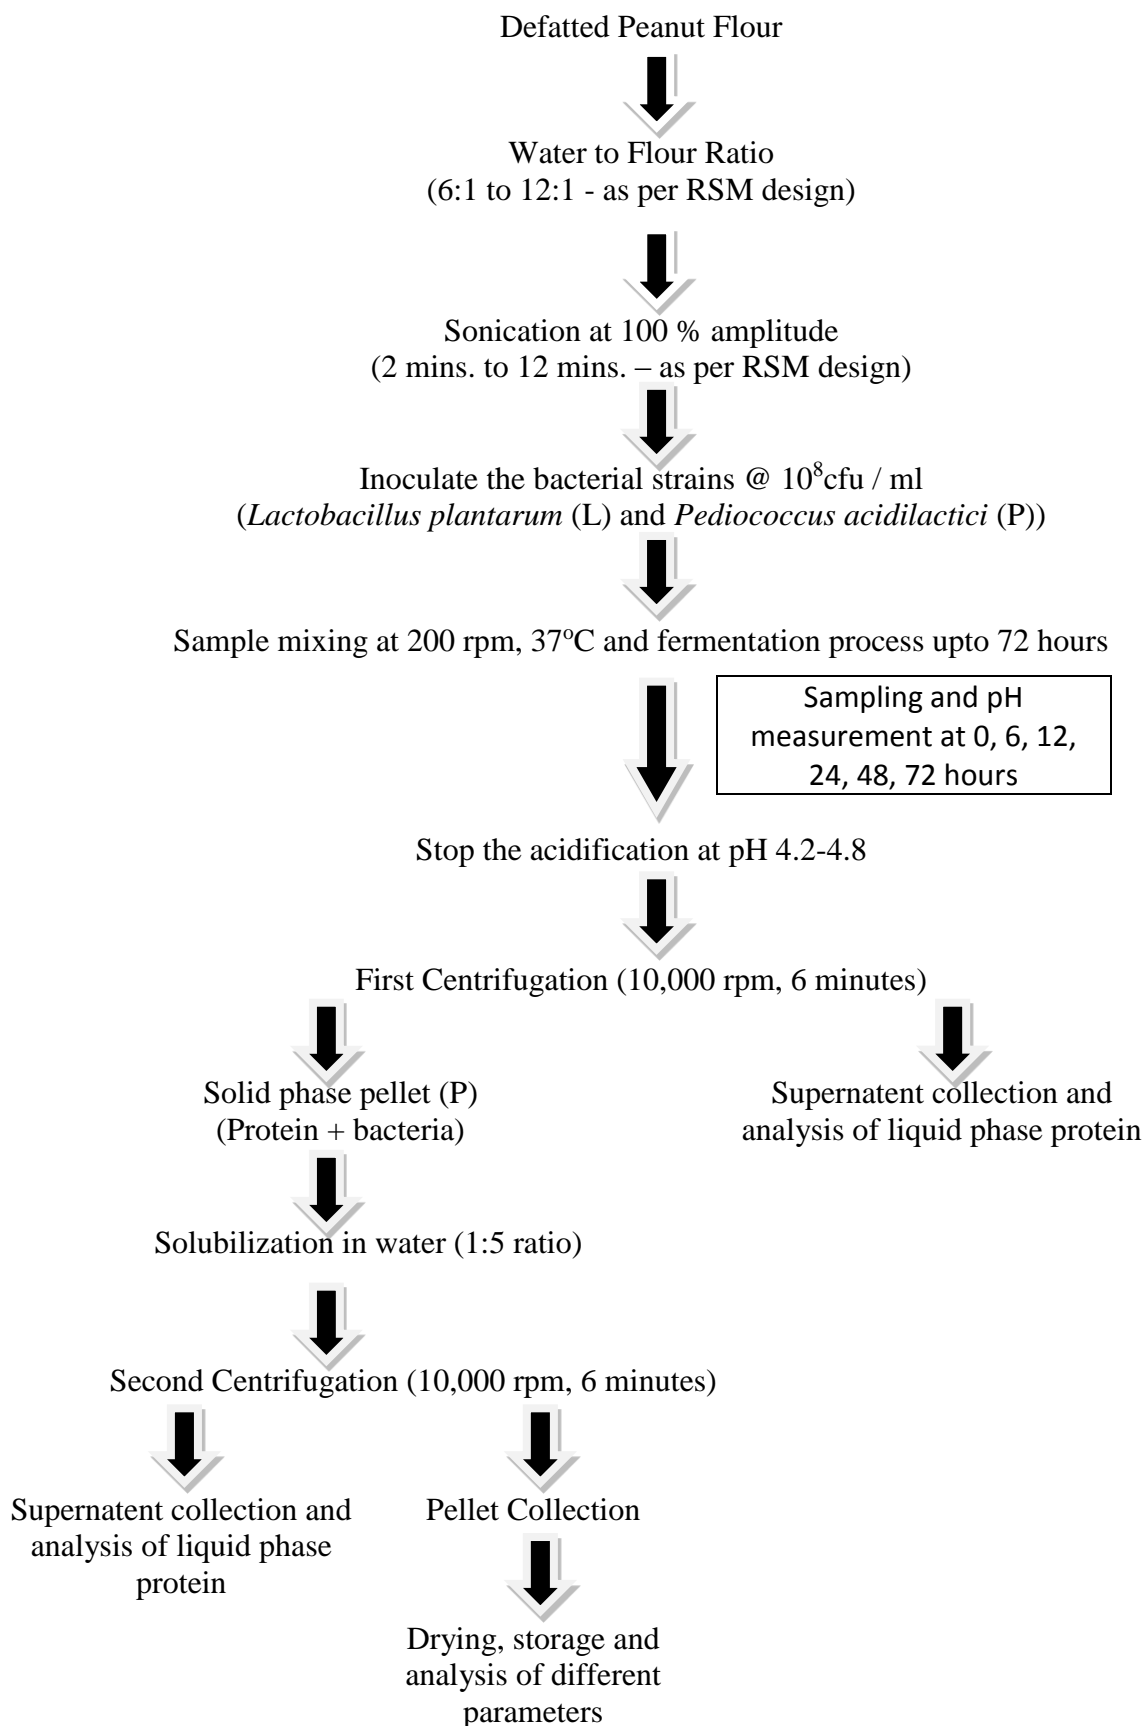 Defatted Peanut Flour
Water to Flour Ratio
(6:1 to 12:1 - as per RSM design)
Sonication at 100 % amplitude
(2 mins. to 12 mins. – as per RSM design)
Inoculate the bacterial strains @ 10⁸cfu / ml
(Lactobacillus plantarum (L) and Pediococcus acidilactici (P))
Sample mixing at 200 rpm, 37ᵒC and fermentation process upto 72 hours
Sampling and pH
measurement at 0, 6, 12,
24, 48, 72 hours
Stop the acidification at pH 4.2-4.8
First Centrifugation (10,000 rpm, 6 minutes)
Solid phase pellet (P)
(Protein + bacteria)
Supernatent collection and
analysis of liquid phase protein
Solubilization in water (1:5 ratio)
Second Centrifugation (10,000 rpm, 6 minutes)
Supernatent collection and
analysis of liquid phase
protein
Pellet Collection
Drying, storage and
analysis of different
parameters